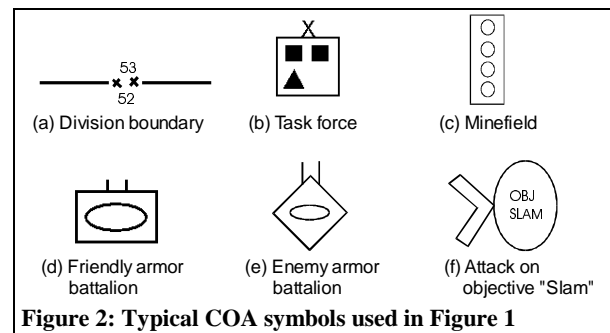 53
52
(a) Division boundary
X
(b) Task force
(c) Minefield
(d) Friendly armor
battalion
(e) Enemy armor
battalion
OBJ
SLAM
(f) Attack on
objective "Slam"
Figure 2: Typical COA symbols used in Figure 1